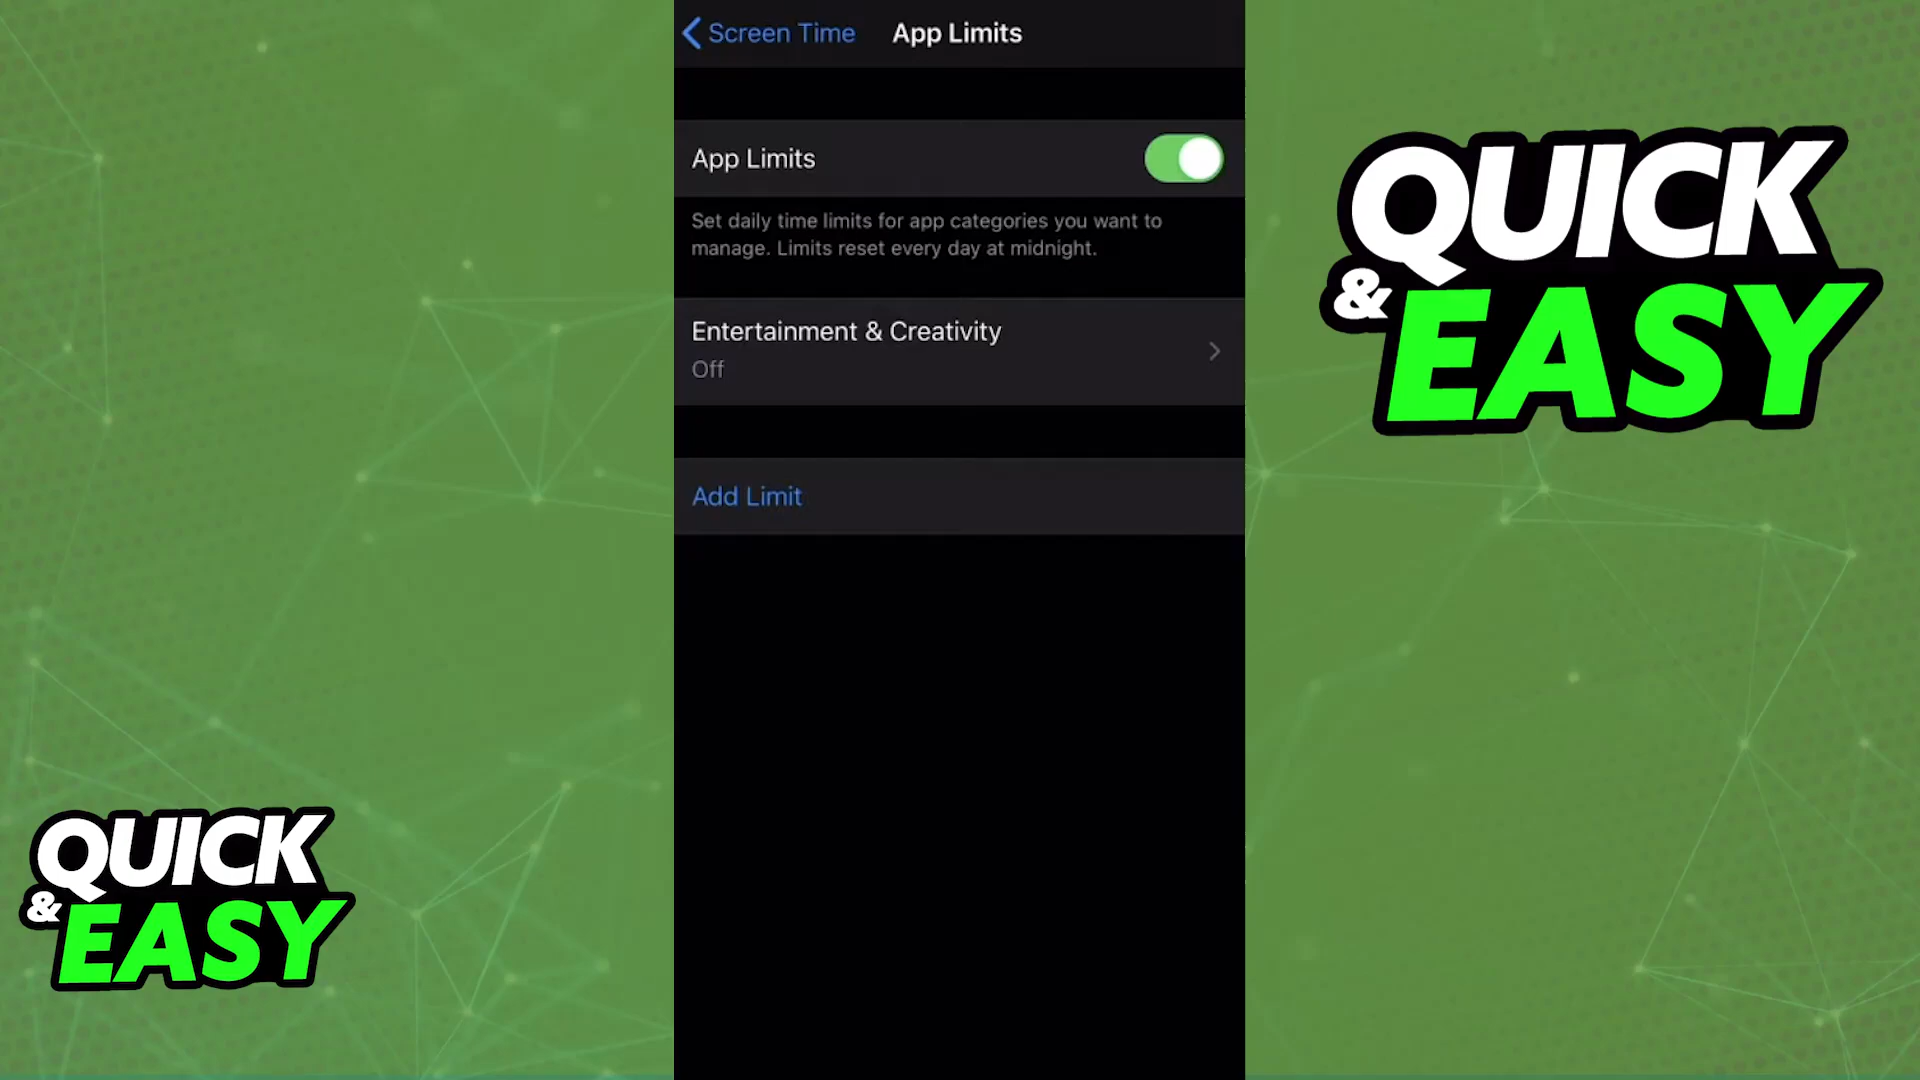 Screen Time
App Limits
App Limits
Set daily time limits for app categories you want to
manage. Limits reset every day at midnight.
Entertainment & Creativity
Off
Add Limit
QUICK
& EASY
QUICK
& EASY